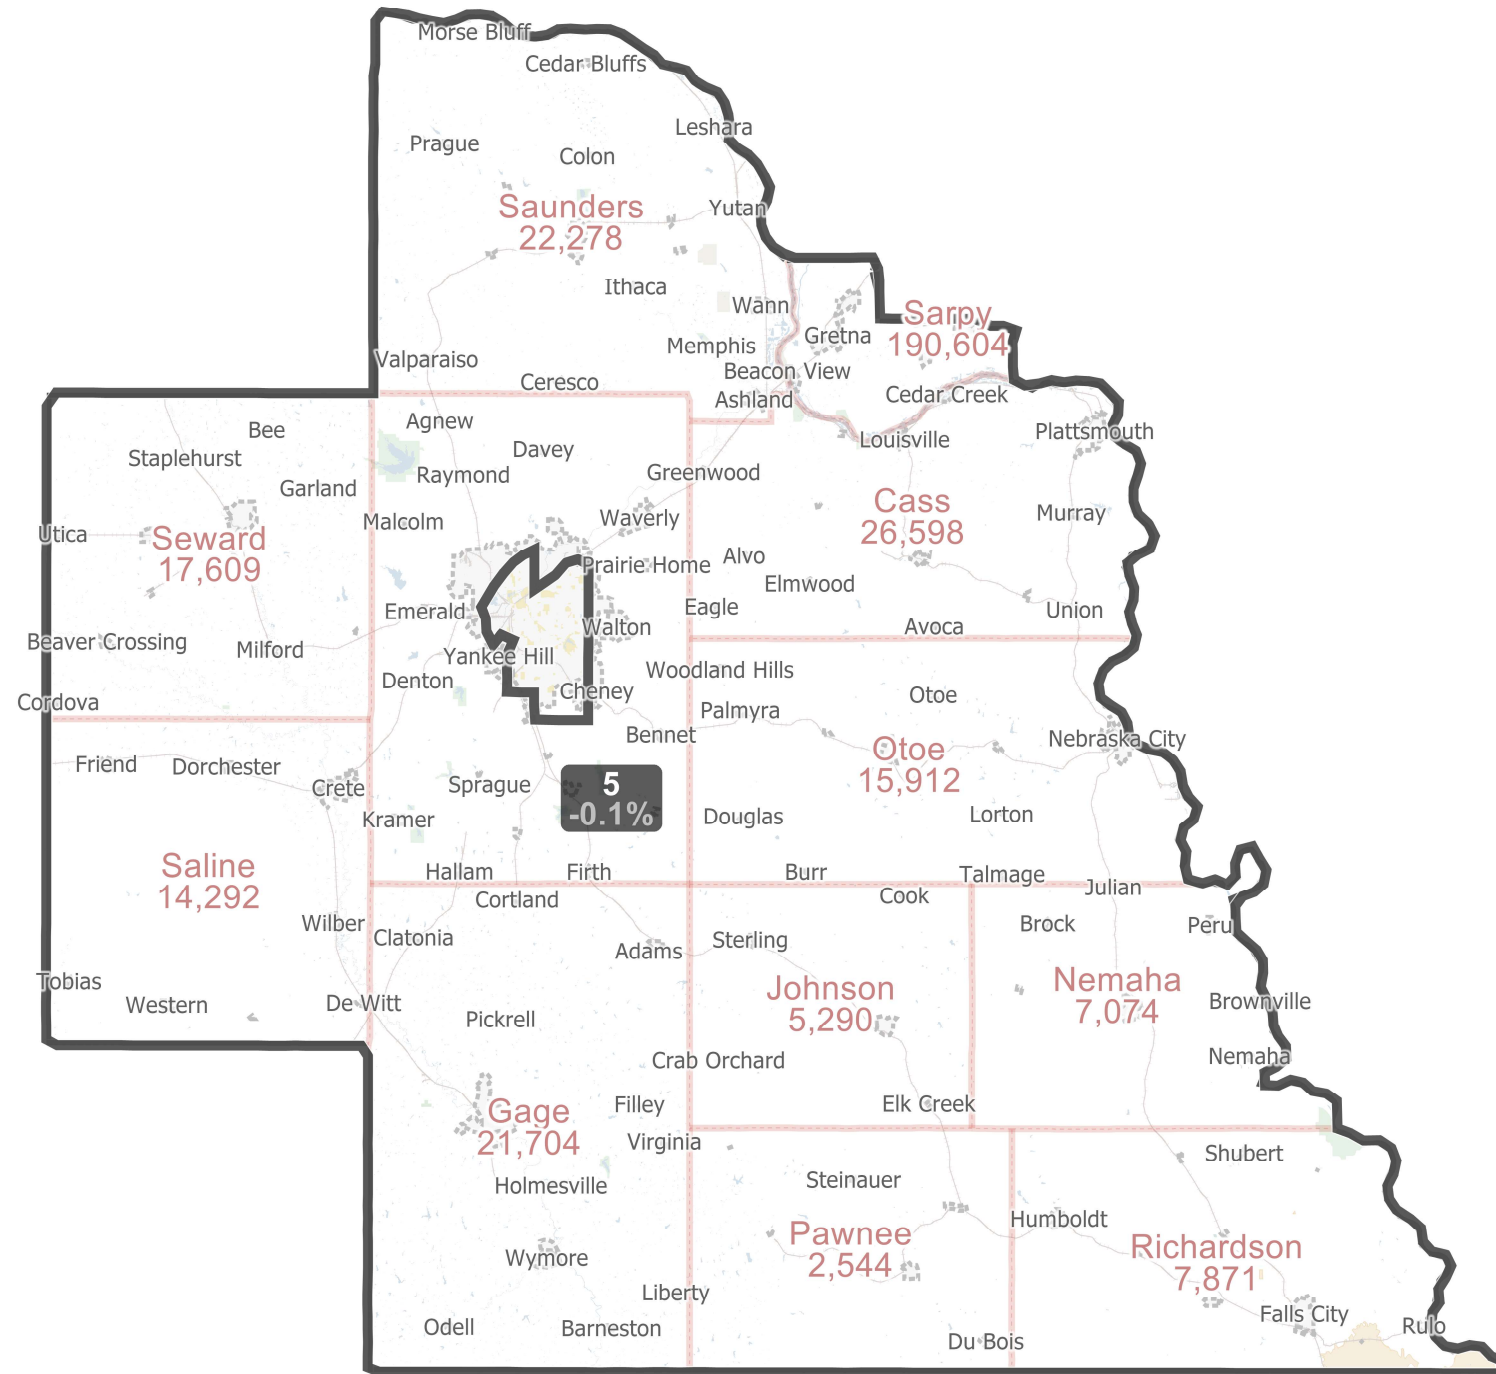 Morse Bluff
Cedar Bluffs
Leshara
Prague
Colon
Saunders
22,278
Yutan
Ithaca
Wann
Gretna
Sarpy
190,604
Memphis
Valparaiso
Beacon View
Ceresco
Ashland
Cedar Creek
Agnew
Bee
Davey
Louisville
Plattsmouth
Staplehurst
Raymond
Greenwood
Garland
Cass
26,598
Malcolm
Waverly
Murray
Utica
Seward
17,609
Prairie Home
Alvo
Elmwood
Emerald
Eagle
Union
Walton
Avoca
Beaver Crossing
Milford
Yankee Hill
Woodland Hills
Denton
Cheney
Otoe
Cordova
Palmyra
Bennet
Nebraska City
Otoe
15,912
Friend
Dorchester
Crete
Sprague
5
-0.1%
Kramer
Douglas
Lorton
Saline
14,292
Hallam
Firth
Burr
Talmage
Julian
Cortland
Cook
Wilber
Clatonia
Brock
Peru
Adams
Sterling
Tobias
Western
De Witt
Johnson
5,290
Nemaha
7,074
Brownville
Pickrell
Crab Orchard
Nemaha
Gage
21,704
Filley
Elk Creek
Virginia
Shubert
Holmesville
Steinauer
Humboldt
Pawnee
2,544
Richardson
7,871
Wymore
Liberty
Falls City
Odell
Barneston
Du Bois
Rulo